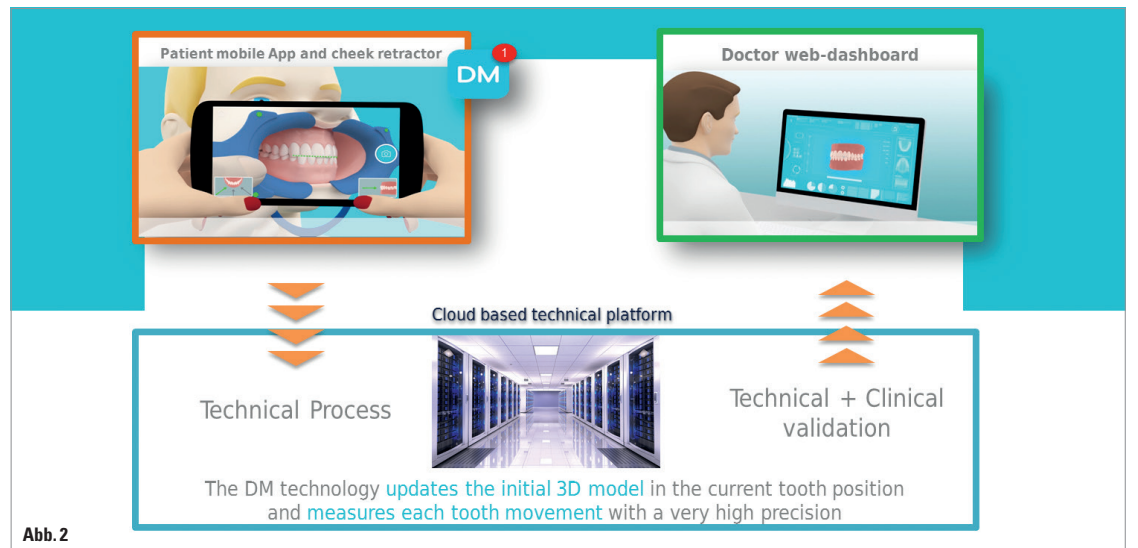 Patient mobile App and cheek retractor
DM
1
Doctor web-dashboard
Cloud based technical platform
Technical Process
Technical + Clinical
validation
The DM technology updates the initial 3D model in the current tooth position
and measures each tooth movement with a very high precision
Abb. 2